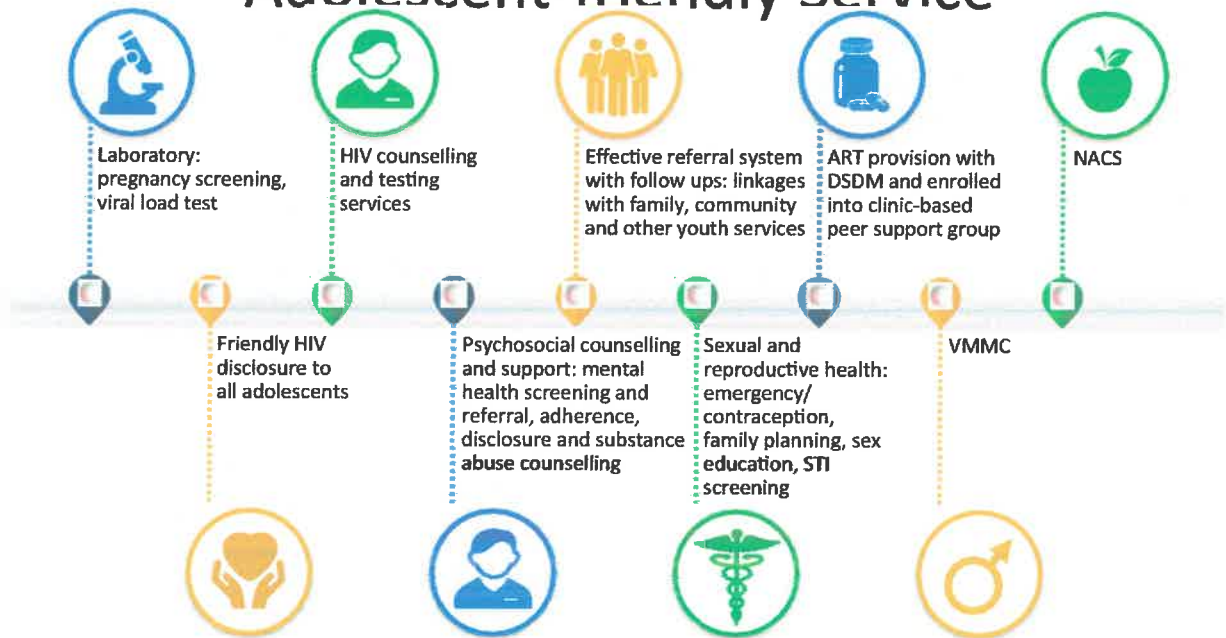 Adolescent-friendly service
Laboratory:
pregnancy screening,
viral load test
HIV counselling
and testing
services
Effective referral system
with follow ups: linkages
with family, community
and other youth services
ART provision with
DSDM and enrolled
into clinic-based
peer support group
NACS
Friendly HIV
disclosure to
all adolescents
Psychosocial counselling
and support: mental
health screening and
referral, adherence,
disclosure and substance
abuse counselling
Sexual and
reproductive health:
emergency/
contraception,
family planning, sex
education, STI
screening
VMMC